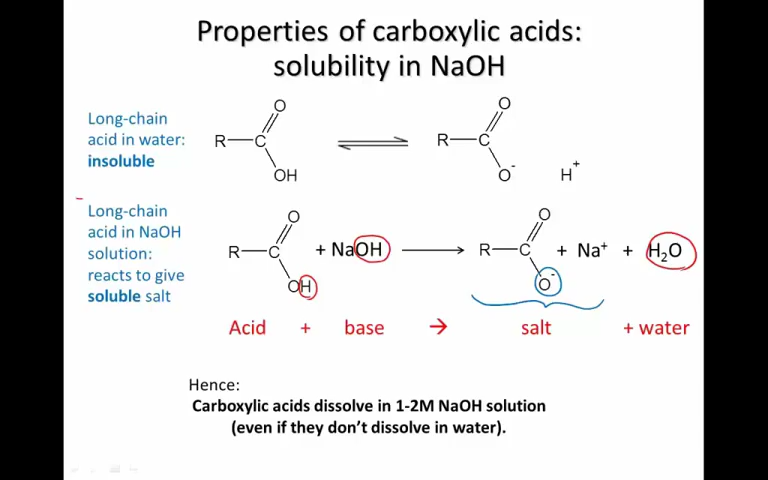 Properties of carboxylic acids:
solubility in NaOH
Long-chain
acid in water:
insoluble
R
C
O
OH
R
C
O
O-
H+
Long-chain
acid in NaOH
solution:
reacts to give
soluble salt
R
C
O
OH
+ NaOH
R
C
O
O-
+ Na+ + H2O
Acid + base → salt + water
Hence:
Carboxylic acids dissolve in 1-2M NaOH solution
(even if they don't dissolve in water).